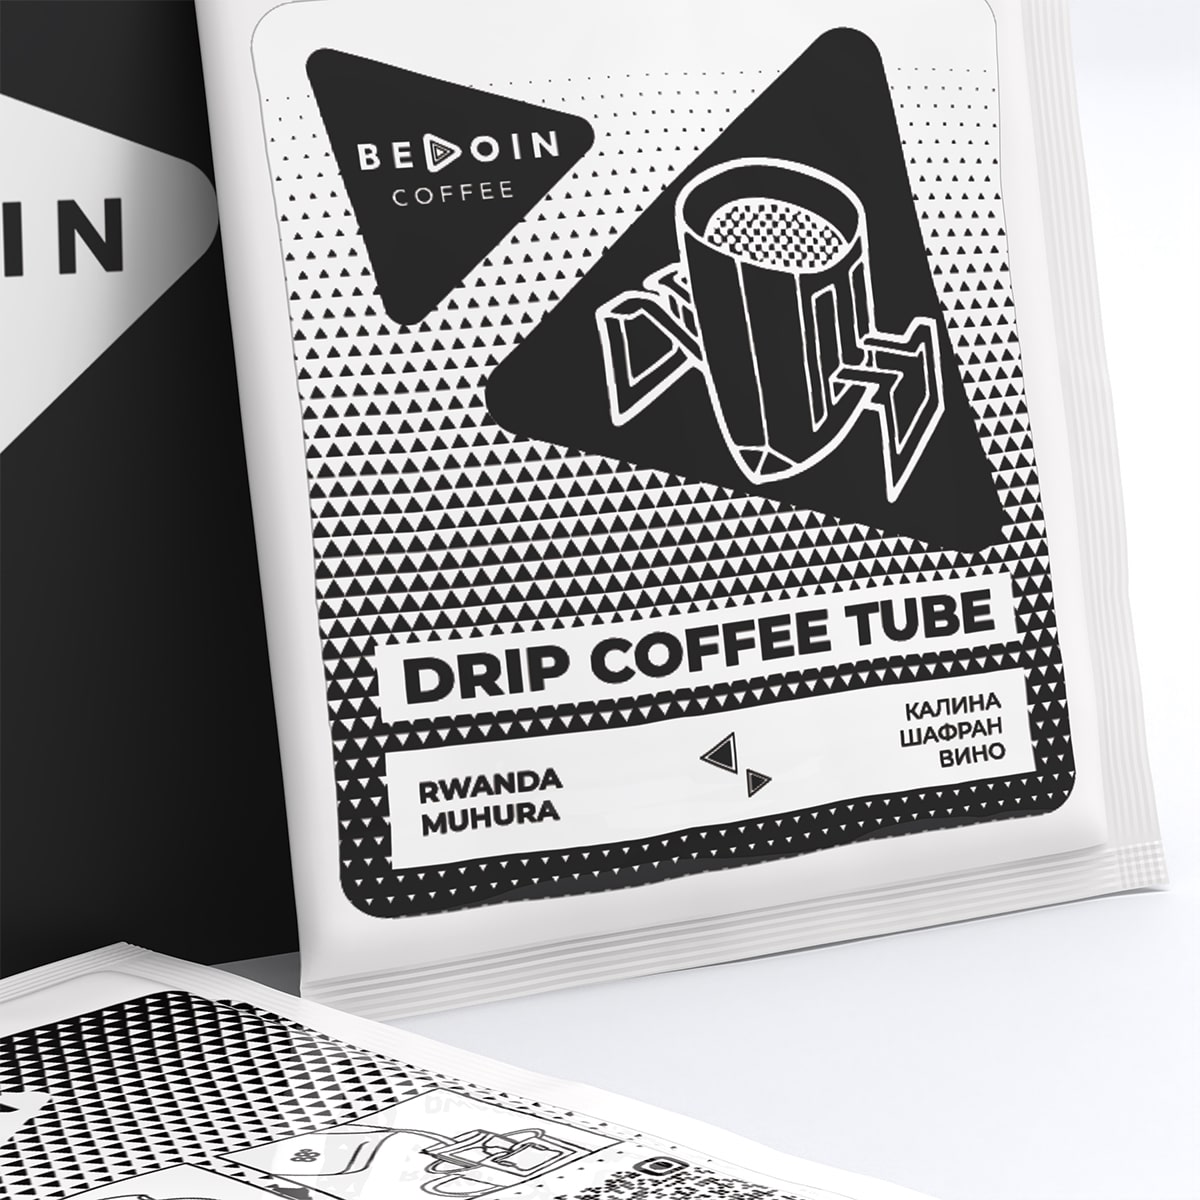 IN
BEDOIN
COFFEE
DRIP COFFEE TUBE
RWANDA
MUHURA
КАЛИНА
ШАФРАН
ВИНО